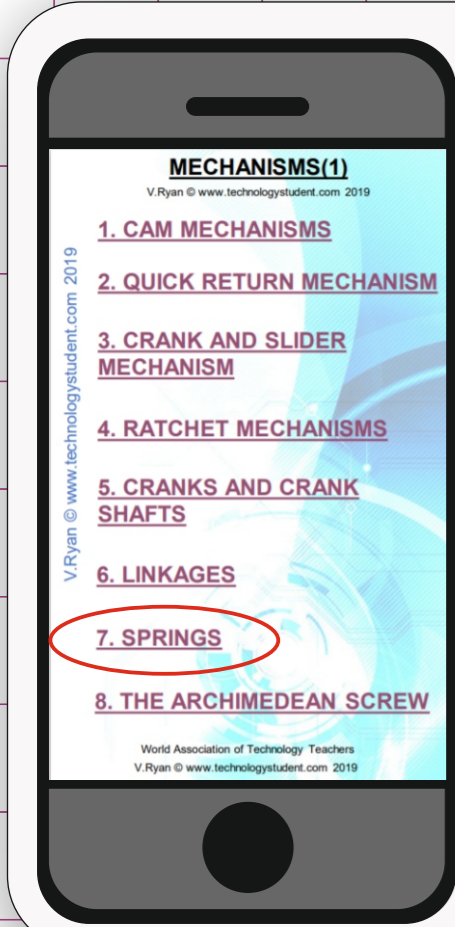 MECHANISMS(1)
V.Ryan © www.technologystudent.com 2019
V.Ryan © www.technologystudent.com 2019
1. CAM MECHANISMS
2. QUICK RETURN MECHANISM
3. CRANK AND SLIDER
MECHANISM
4. RATCHET MECHANISMS
5. CRANKS AND CRANK
SHAFTS
6. LINKAGES
7. SPRINGS
8. THE ARCHIMEDEAN SCREW
World Association of Technology Teachers
V.Ryan © www.technologystudent.com 2019